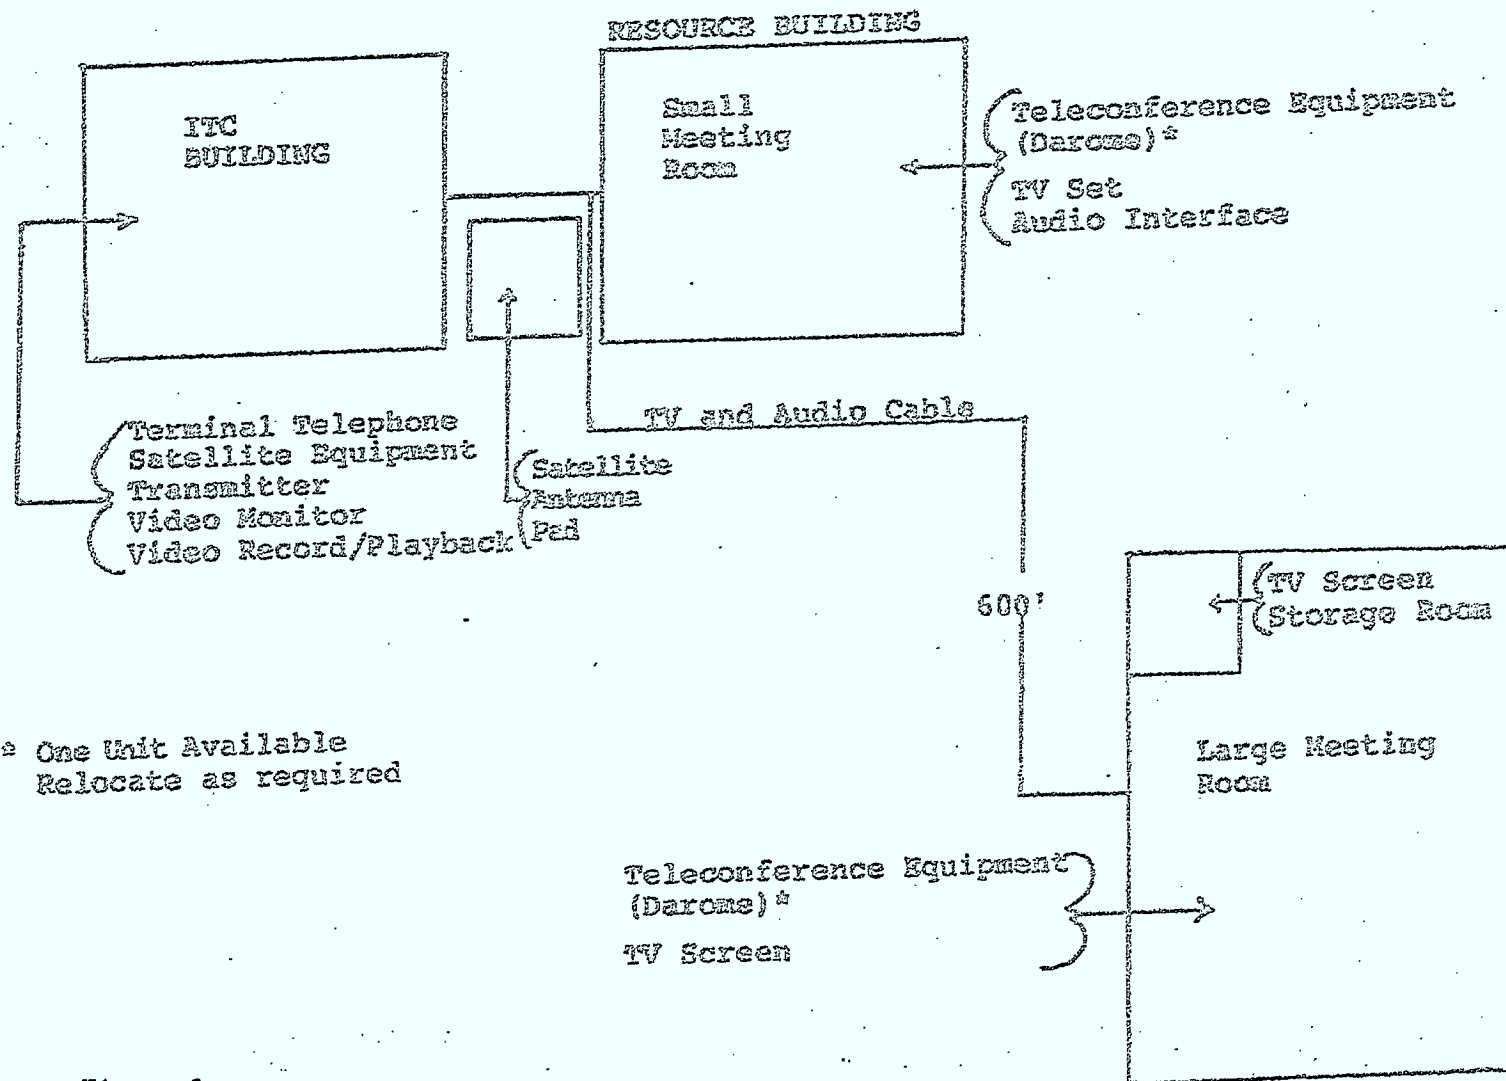 RESOURCE BUILDING
ITC
BUILDING
Small
Meeting
Room
Teleconference Equipment
(Darome)*
TV Set
Audio Interface
Terminal Telephone
Satellite Equipment
Transmitter
Video Monitor
Video Record/Playback
Satellite
Antenna
Pad
TV and Audio Cable
600'
TV Screen
Storage Room
* One Unit Available
Relocate as required
Large Meeting
Room
Teleconference Equipment
(Darome)*
TV Screen